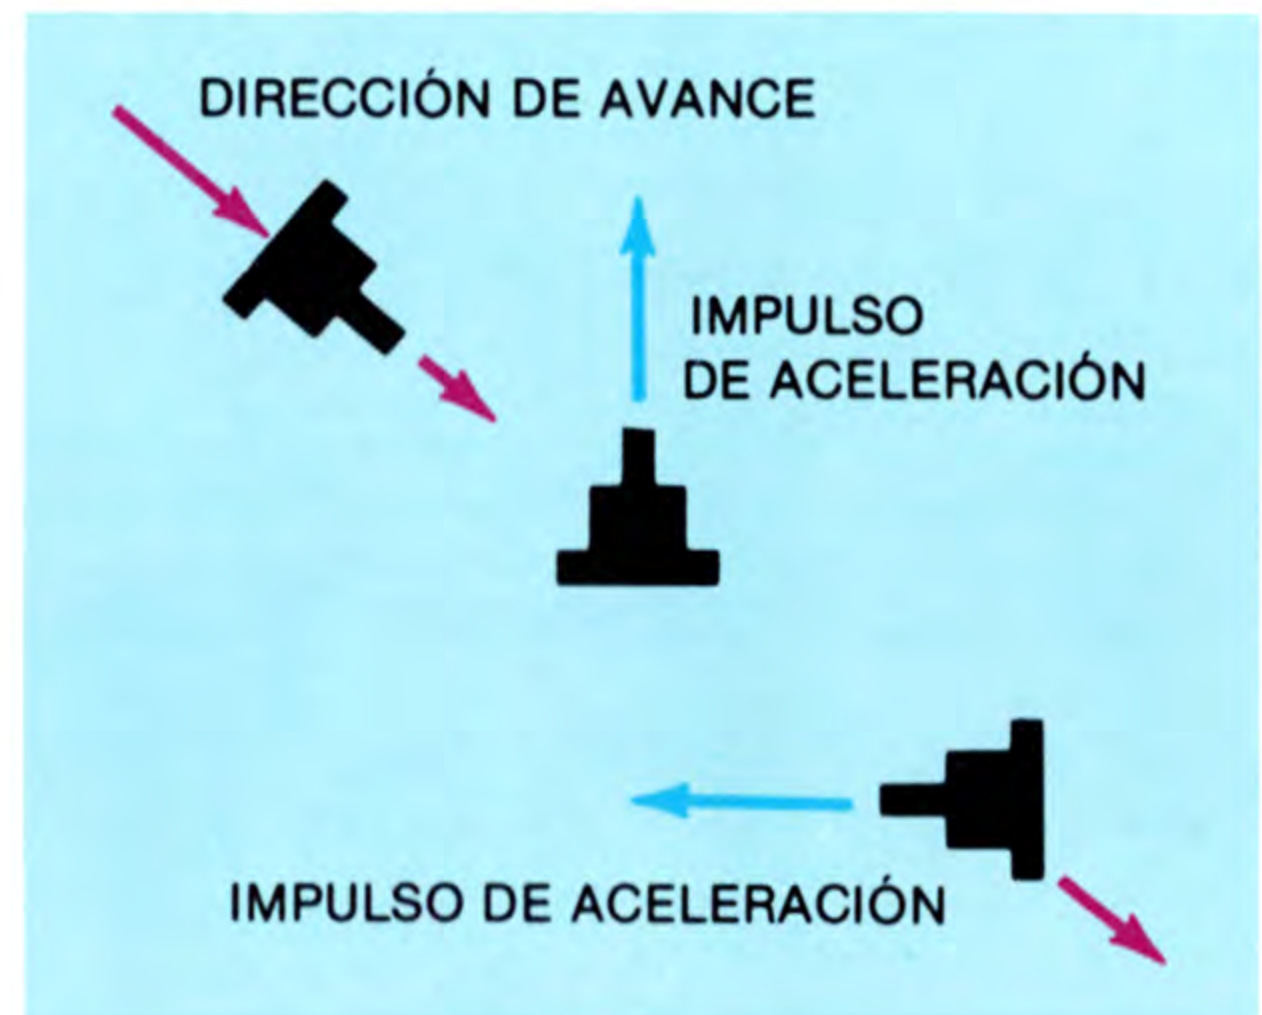 DIRECCIÓN DE AVANCE
IMPULSO
DE ACELERACIÓN
IMPULSO DE ACELERACIÓN